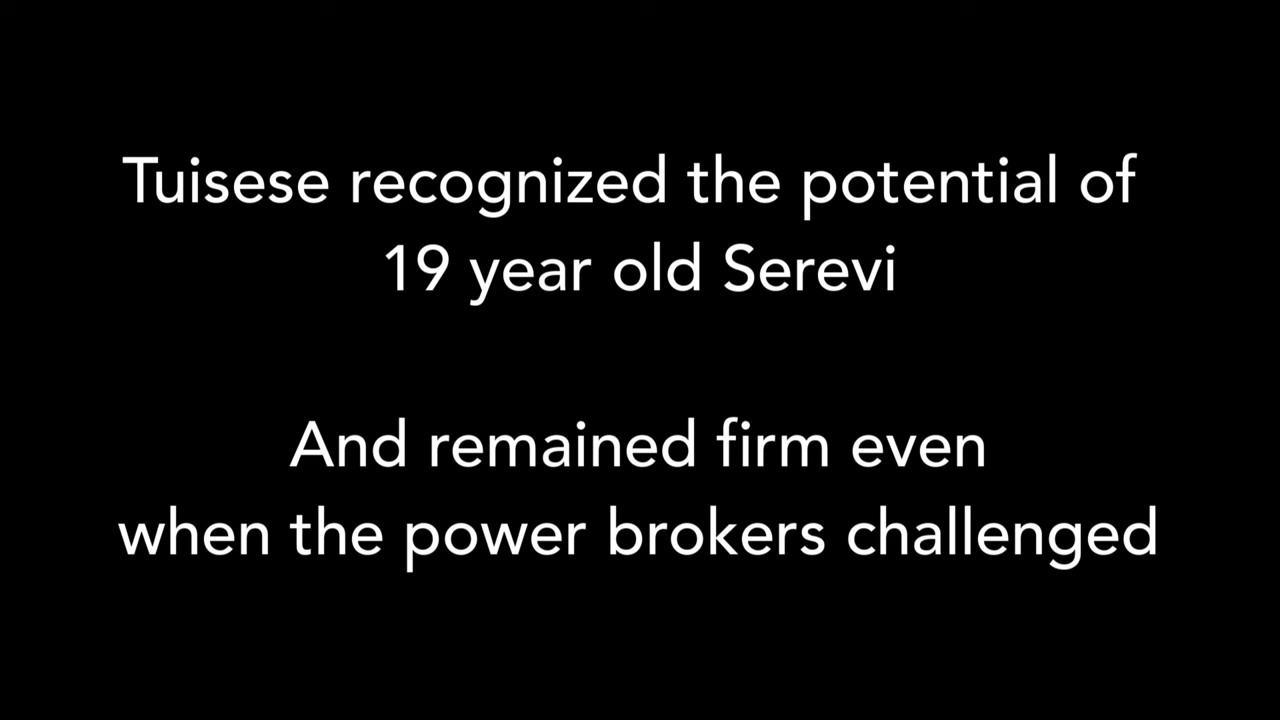 Tuisese recognized the potential of
19 year old Serevi
And remained firm even
when the power brokers challenged